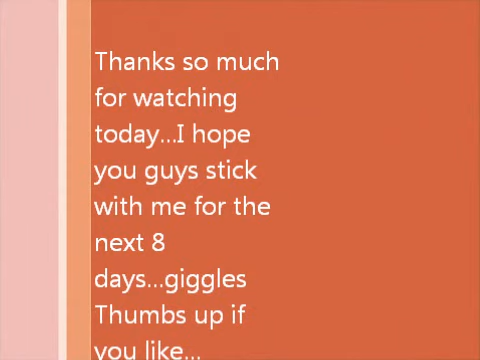 Thanks so much
for watching
today...I hope
you guys stick
with me for the
next 8
days...giggles
Thumbs up if
you like...